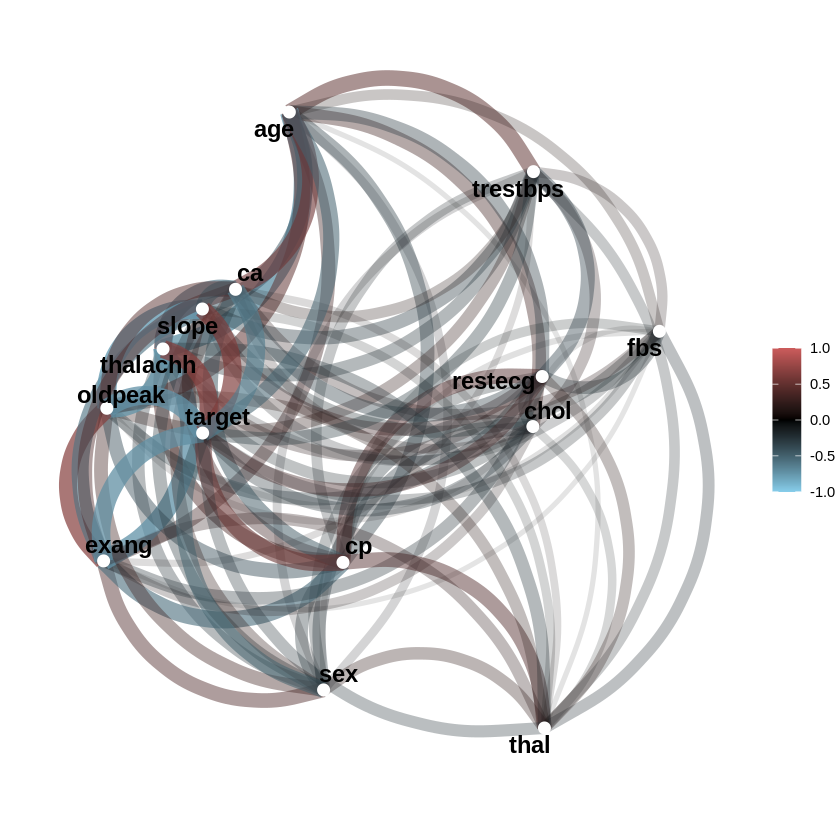 age
trestbps
ca
slope
fbs
thalachh
restecg
oldpeak
chol
target
exang
cp
sex
thal
1.0
0.5
0.0
-0.5
-1.0